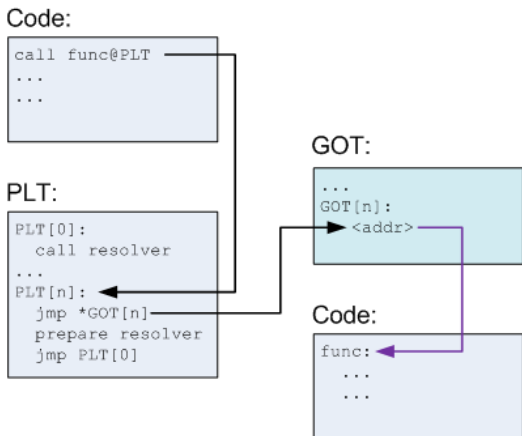 Code:
call func@PLT
...
...
PLT:
PLT[0]:
call resolver
...
PLT[n]:
jmp *GOT[n]
prepare resolver
jmp PLT[0]
GOT:
...
GOT[n]:
<addr>
Code:
func:
...
...